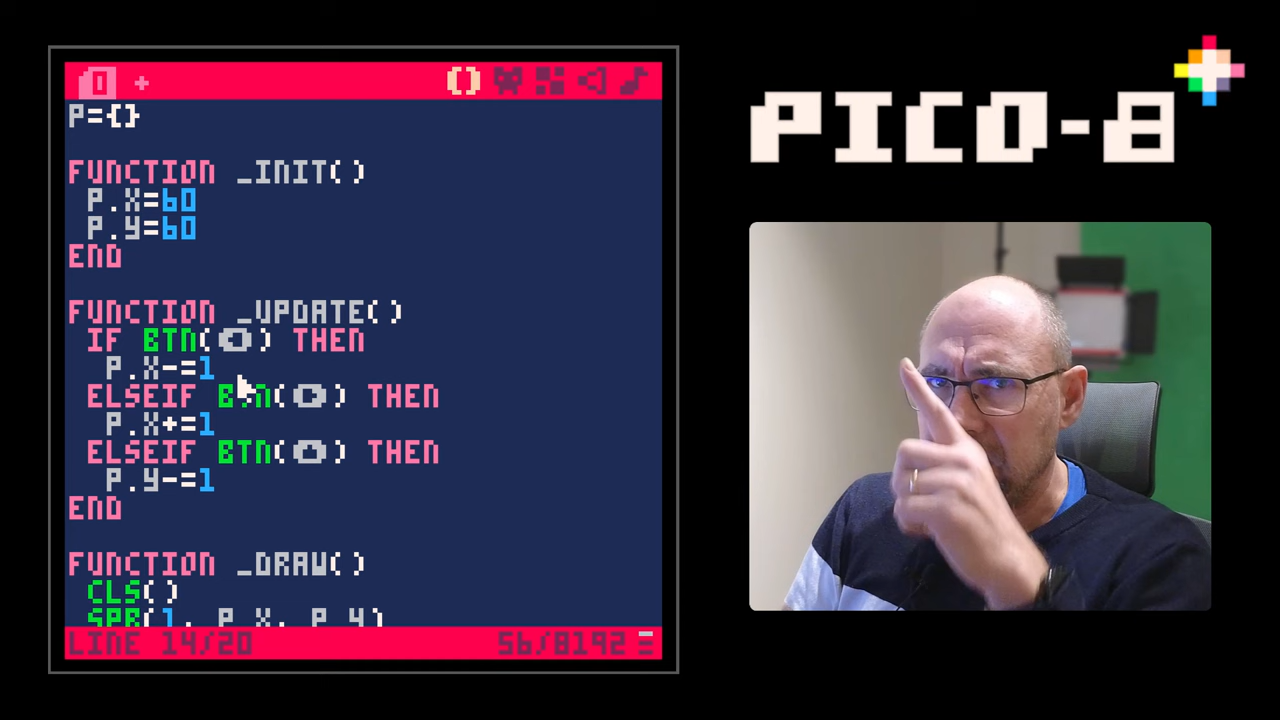 P={}
FUNCTION _INIT()
P.X=60
P.Y=60
END
FUNCTION _UPDATE()
IF BTN(⬅️) THEN
P.X-=1
ELSEIF BTN(➡️) THEN
P.X+=1
ELSEIF BTN(⬆️) THEN
P.Y-=1
END
FUNCTION _DRAW()
CLS()
SPR(1, P.X, P.Y)
LINE 14/20
56/8192
PICO-8